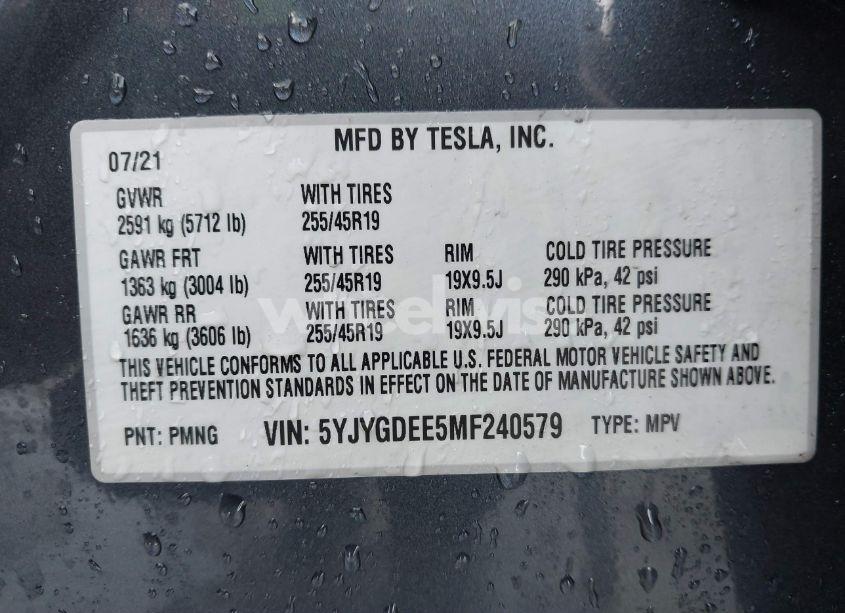 MFD BY TESLA, INC.
07/21
GVWR WITH TIRES
2591 kg (5712 lb) 255/45R19
GAWR FRT WITH TIRES RIM COLD TIRE PRESSURE
1363 kg (3004 lb) 255/45R19 19X9.5J 290 kPa, 42 psi
GAWR RR WITH TIRES RIM COLD TIRE PRESSURE
1636 kg (3606 lb) 255/45R19 19X9.5J 290 kPa, 42 psi
THIS VEHICLE CONFORMS TO ALL APPLICABLE U.S. FEDERAL MOTOR VEHICLE SAFETY AND
THEFT PREVENTION STANDARDS IN EFFECT ON THE DATE OF MANUFACTURE SHOWN ABOVE.
PNT: PMNG VIN: 5YJYGDEE5MF240579 TYPE: MPV